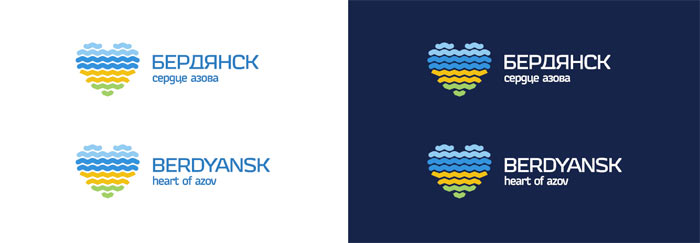 БЕРДЯНСК
сердце азова
БЕРДЯНСК
сердце азова
BERDYANSK
heart of azov
BERDYANSK
heart of azov